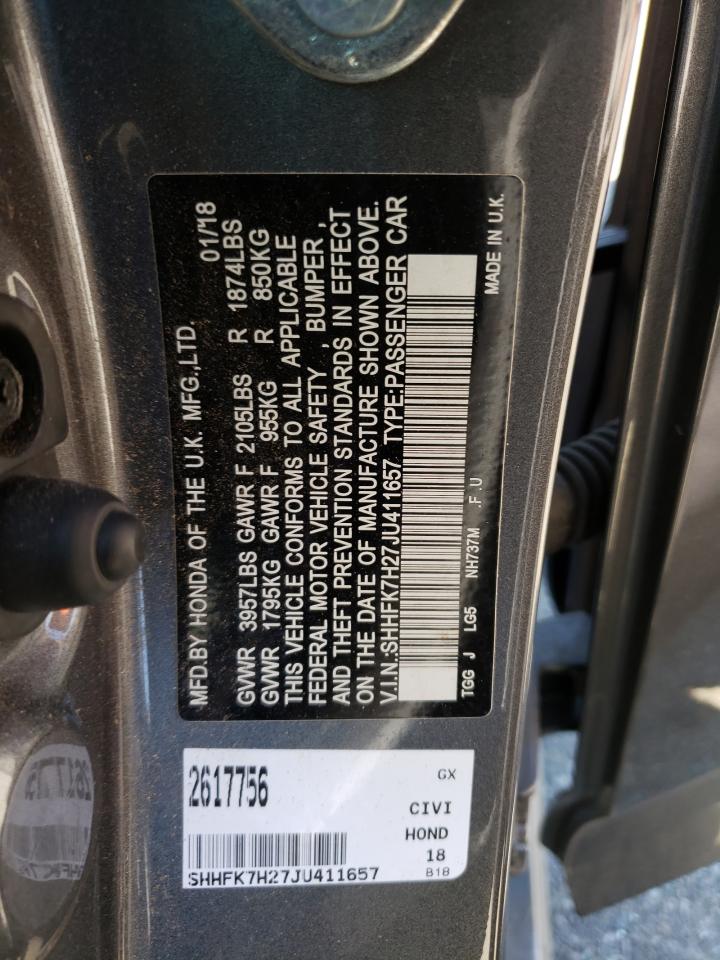 MFD.BY HONDA OF THE U.K. MFG.,LTD. 01/18
GVWR 3957LBS GAWR F 2105LBS R 1874LBS
GVWR 1795KG GAWR F 955KG R 850KG
THIS VEHICLE CONFORMS TO ALL APPLICABLE
FEDERAL MOTOR VEHICLE SAFETY , BUMPER ,
AND THEFT PREVENTION STANDARDS IN EFFECT
ON THE DATE OF MANUFACTURE SHOWN ABOVE.
V.I.N.:SHHFK7H27JU411657 TYPE:PASSENGER CAR
TGG J LG5 NH737M .F .U MADE IN U.K.
2617756 GX
CIVI
HOND
18
SHHFK7H27JU411657 B18